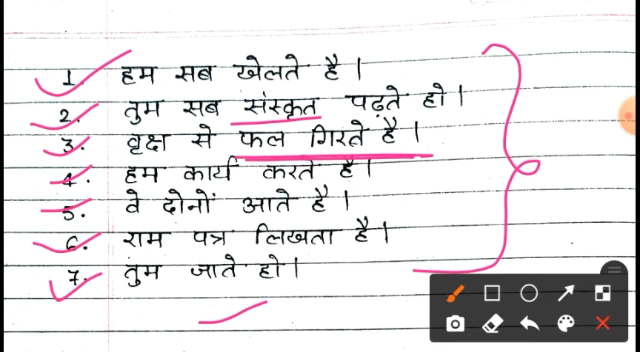 1. हम सब खेलते है।
2. तुम सब संस्कृत पढ़ते हो।
3. वृक्ष से फल गिरते है।
4. हम कार्य करते है।
5. वे दोनों आते है।
6. राम पत्र लिखता है।
7. तुम जाते हो।